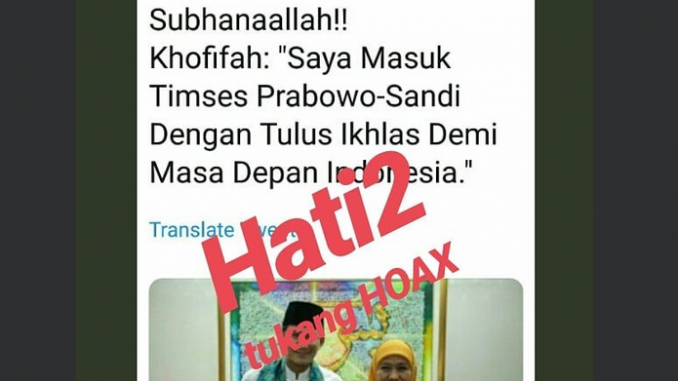 Subhanaallah!!
Khofifah: "Saya Masuk
Timses Prabowo-Sandi
Dengan Tulus Ikhlas Demi
Masa Depan Indonesia."
Translate
Hati2
tukang HOAX